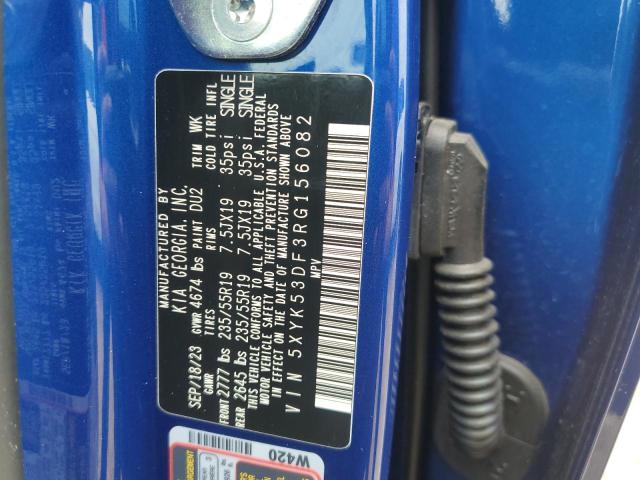 MANUFACTURED BY
KIA GEORGIA, INC.
SEP/18/23 GVWR 4674 lbs PAINT DU2 TRIM WK
GAWR TIRES RIMS COLD TIRE INFL
FRONT 2777 lbs 235/55R19 7.5JX19 35psi SINGLE
REAR 2645 lbs 235/55R19 7.5JX19 35psi SINGLE
THIS VEHICLE CONFORMS TO ALL APPLICABLE U.S.A. FEDERAL
MOTOR VEHICLE SAFETY AND THEFT PREVENTION STANDARDS
IN EFFECT ON THE DATE OF MANUFACTURE SHOWN ABOVE
VIN 5XYK53DF3RG156082
MPV
W420